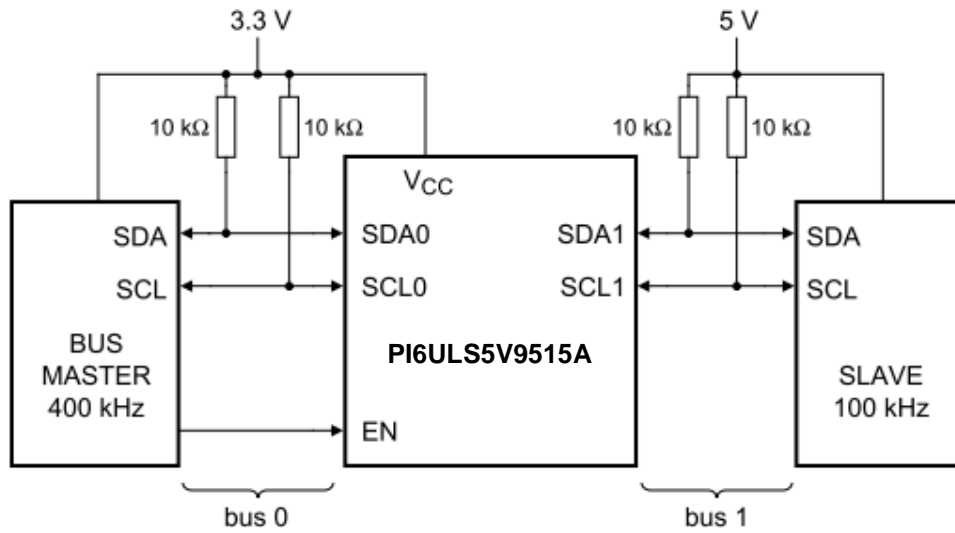 3.3 V
5 V
10 kΩ
10 kΩ
10 kΩ
10 kΩ
VCC
SDA
SDA0
SDA1
SDA
SCL
SCL0
SCL1
SCL
BUS
MASTER
400 kHz
PI6ULS5V9515A
SLAVE
100 kHz
EN
bus 0
bus 1